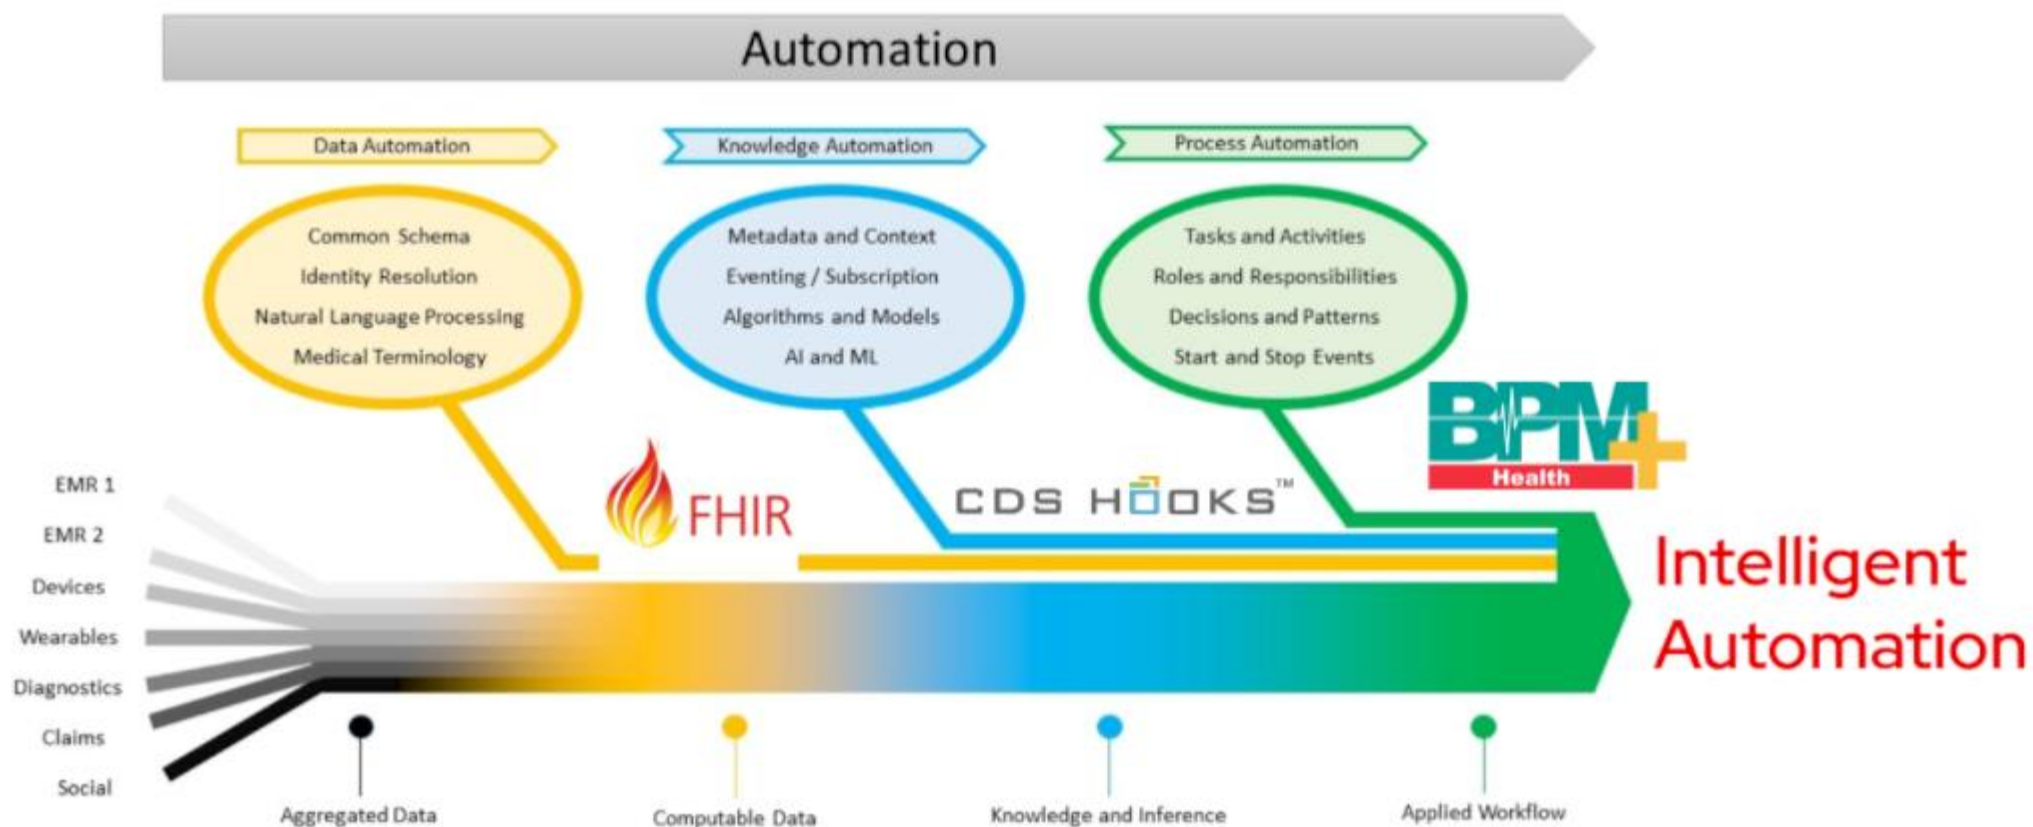 Automation
Data Automation
Knowledge Automation
Process Automation
Common Schema
Identity Resolution
Natural Language Processing
Medical Terminology
Metadata and Context
Eventing / Subscription
Algorithms and Models
AI and ML
Tasks and Activities
Roles and Responsibilities
Decisions and Patterns
Start and Stop Events
BPM+
Health
FHIR
CDS HOOKS™
EMR 1
EMR 2
Devices
Wearables
Diagnostics
Claims
Social
Intelligent
Automation
Aggregated Data
Computable Data
Knowledge and Inference
Applied Workflow